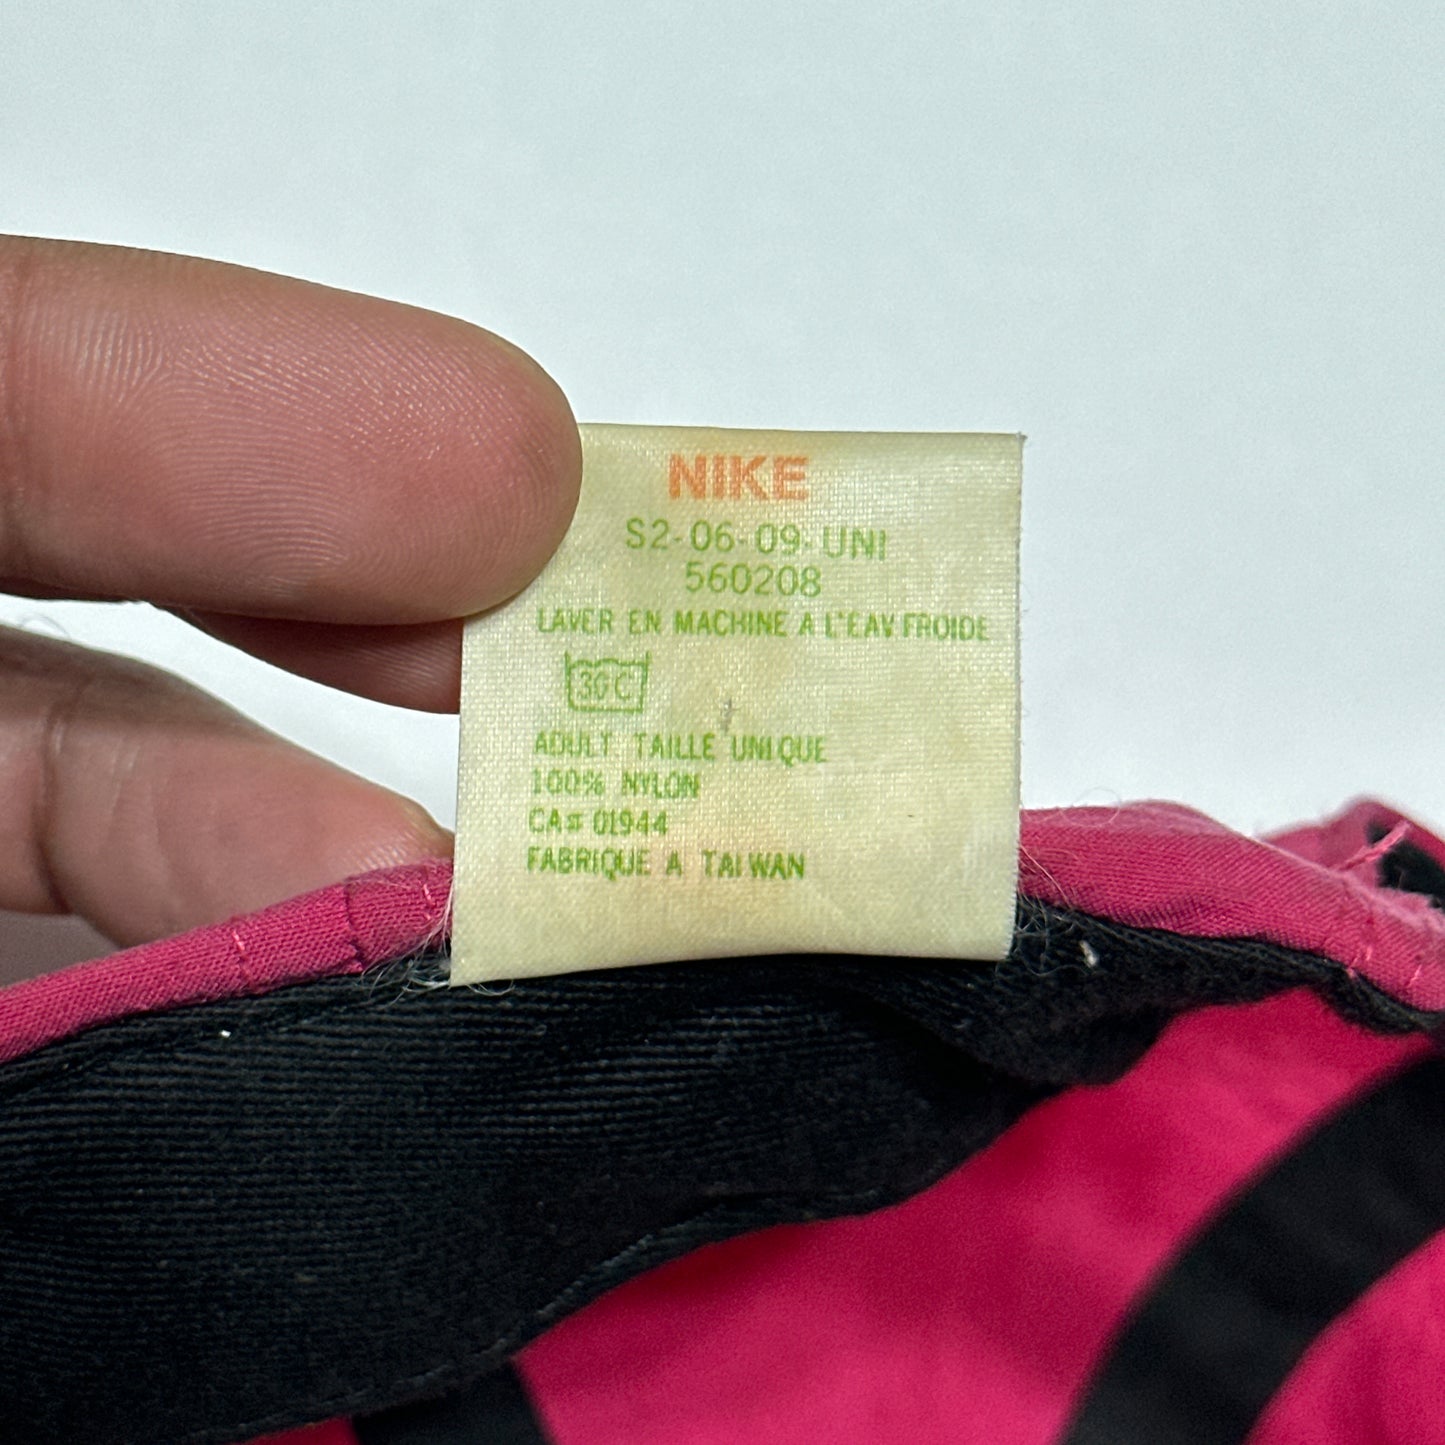 NIKE
S2-06-09-UNI
560208
LAVER EN MACHINE A L'EAV FROIDE
30C
ADULT TAILLE UNIQUE
100% NYLON
CA# 01944
FABRIQUE A TAIWAN